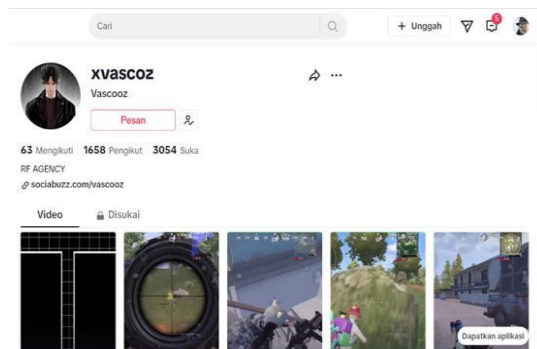 Cari
+ Unggah
5
xvascoz
Vascooz
Pesan
63 Mengikuti 1658 Pengikut 3054 Suka
RF AGENCY
sociabuzz.com/vascooz
Video Disukai
Dapatkan aplikasi